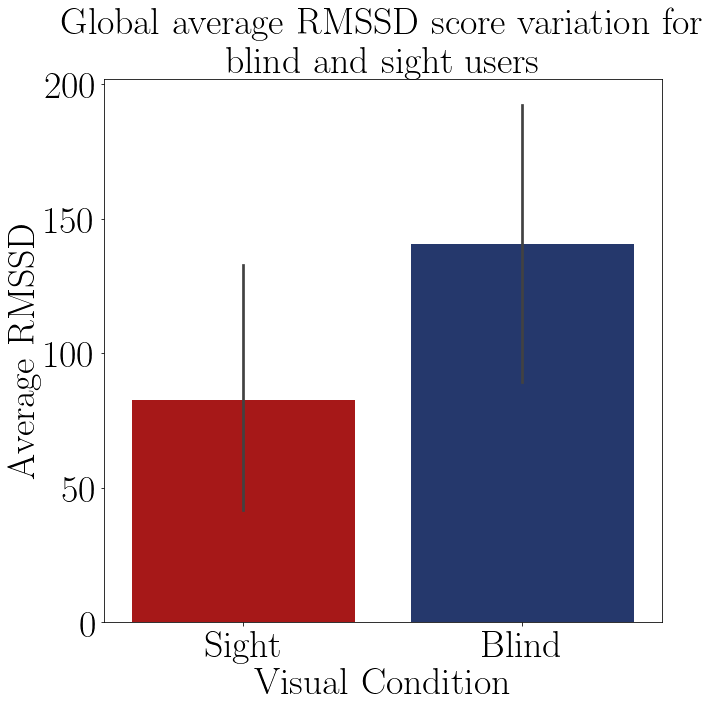 Global average RMSSD score variation for
blind and sight users
200
150
100
50
0
Average RMSSD
Sight Blind
Visual Condition